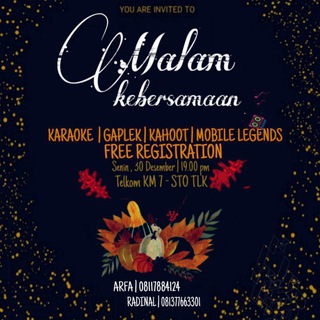 YOU ARE INVITED TO
Malam
kebersamaan
KARAOKE | GAPLEK | KAHOOT | MOBILE LEGENDS
FREE REGISTRATION
Senin, 30 Desember | 19.00 pm
Telkom KM 7 - STO TLK
ARFA | 08117884124
RADINAL | 081377663301